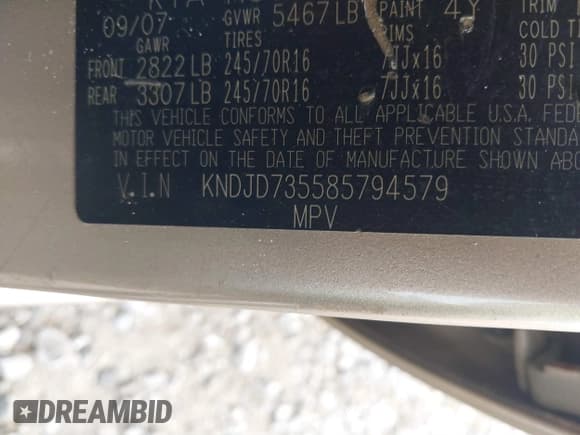 09/07 GVWR 5467LB PAINT 4Y TRIM
GAWR TIRES RIMS COLD TI
FRONT 2822LB 245/70R16 7JJx16 30 PSI
REAR 3307LB 245/70R16 7JJx16 30 PSI
THIS VEHICLE CONFORMS TO ALL APPLICABLE U.S.A. FEDE
MOTOR VEHICLE SAFETY AND THEFT PREVENTION STANDA
IN EFFECT ON THE DATE OF MANUFACTURE SHOWN ABO
V.I.N KNDJD735585794579
MPV
DREAMBID